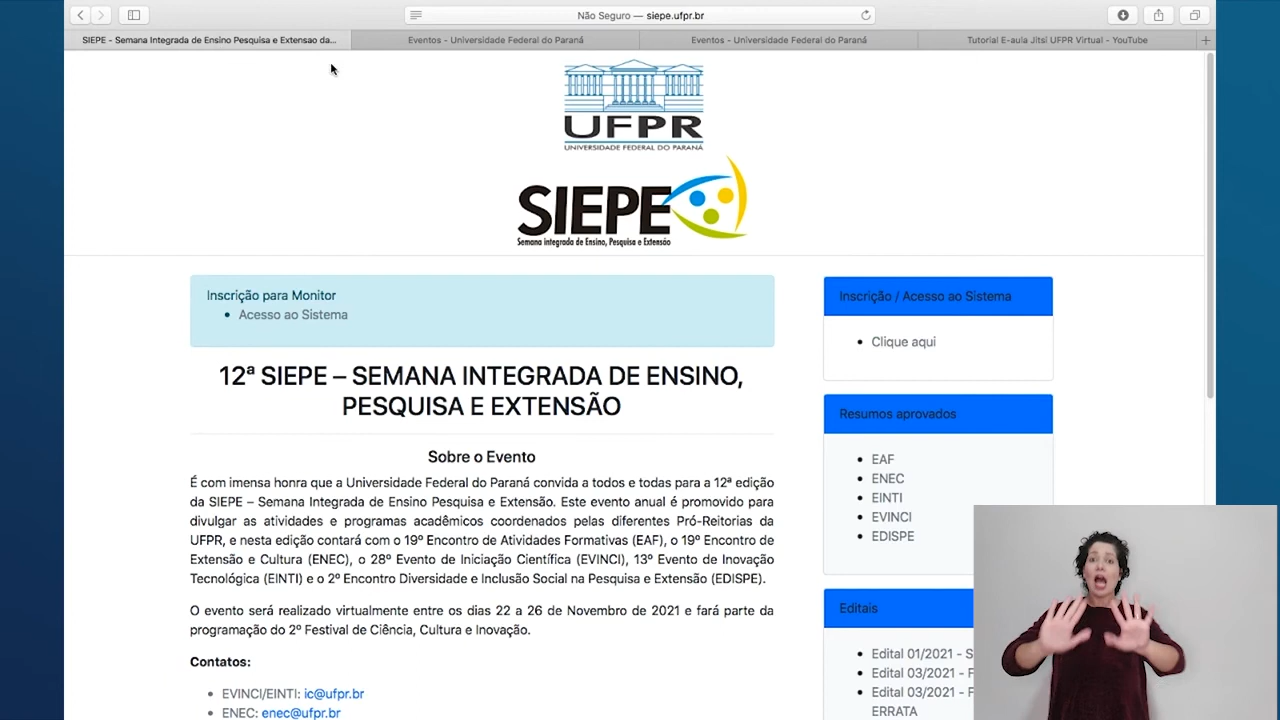 Não Seguro — siepe.ufpr.br
SIEPE - Semana Integrada de Ensino Pesquisa e Extensao da...
Eventos - Universidade Federal do Paraná
Eventos - Universidade Federal do Paraná
Tutorial E-aula Jitsi UFPR Virtual - YouTube
UFPR
UNIVERSIDADE FEDERAL DO PARANÁ
SIEPE
Semana integrada de Ensino, Pesquisa e Extensão
Inscrição para Monitor
Acesso ao Sistema
12ª SIEPE – SEMANA INTEGRADA DE ENSINO,
PESQUISA E EXTENSÃO
Sobre o Evento
É com imensa honra que a Universidade Federal do Paraná convida a todos e todas para a 12ª edição
da SIEPE – Semana Integrada de Ensino Pesquisa e Extensão. Este evento anual é promovido para
divulgar as atividades e programas acadêmicos coordenados pelas diferentes Pró-Reitorias da
UFPR, e nesta edição contará com o 19º Encontro de Atividades Formativas (EAF), o 19º Encontro de
Extensão e Cultura (ENEC), o 28º Evento de Iniciação Científica (EVINCI), 13º Evento de Inovação
Tecnológica (EINTI) e o 2º Encontro Diversidade e Inclusão Social na Pesquisa e Extensão (EDISPE).
O evento será realizado virtualmente entre os dias 22 a 26 de Novembro de 2021 e fará parte da
programação do 2º Festival de Ciência, Cultura e Inovação.
Contatos:
EVINCI/EINTI: ic@ufpr.br
ENEC: enec@ufpr.br
Inscrição / Acesso ao Sistema
Clique aqui
Resumos aprovados
EAF
ENEC
EINTI
EVINCI
EDISPE
Editais
Edital 01/2021 - S
Edital 03/2021 - F
Edital 03/2021 - F
ERRATA